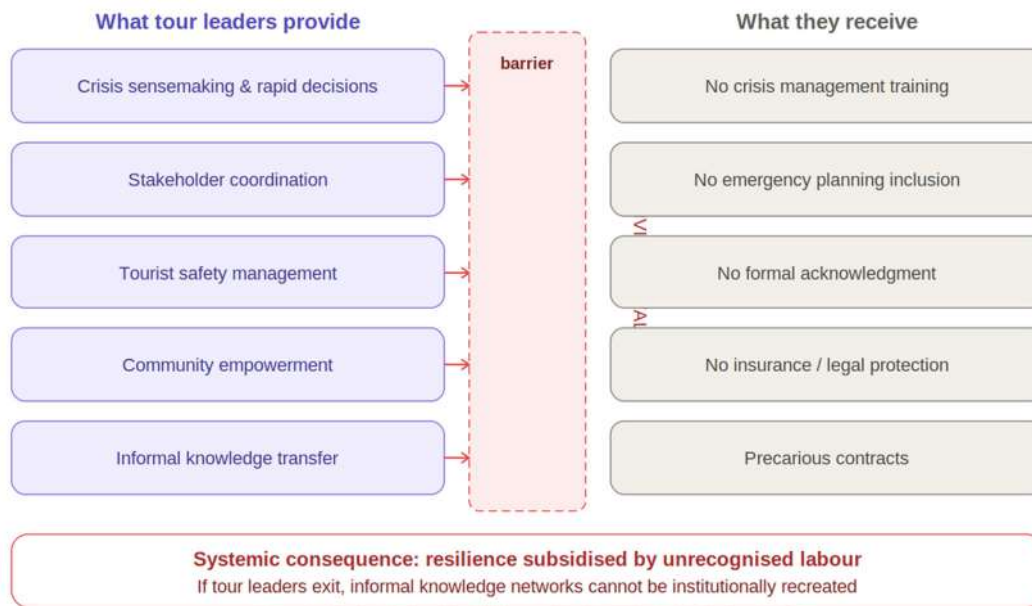 What tour leaders provide
What they receive
barrier
Crisis sensemaking & rapid decisions
No crisis management training
Stakeholder coordination
No emergency planning inclusion
Tourist safety management
No formal acknowledgment
Community empowerment
No insurance / legal protection
Informal knowledge transfer
Precarious contracts
Systemic consequence: resilience subsidised by unrecognised labour
If tour leaders exit, informal knowledge networks cannot be institutionally recreated